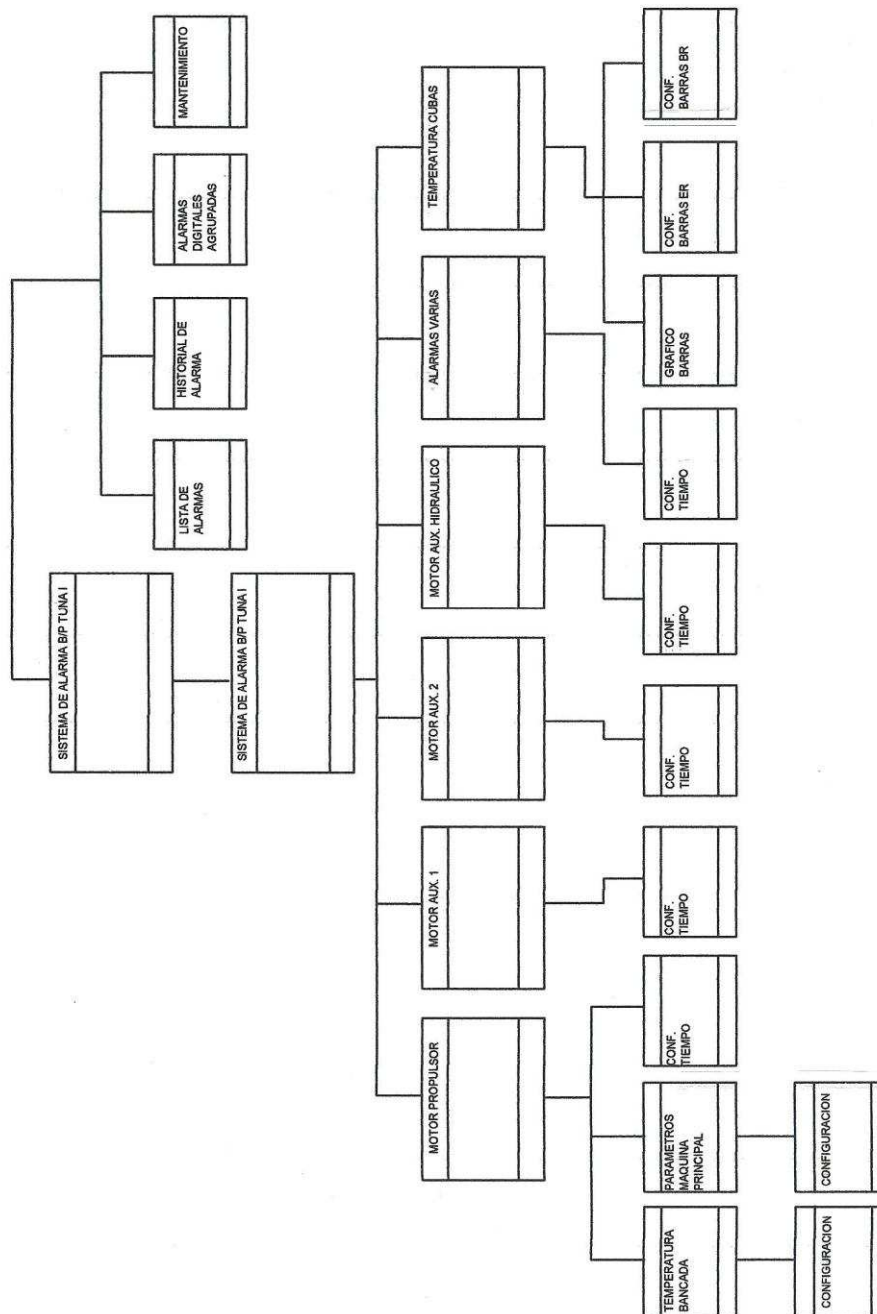 SISTEMA DE ALARMA B/P TUNA I
LISTA DE
ALARMAS
HISTORIAL DE
ALARMA
ALARMAS
DIGITALES
AGRUPADAS
MANTENIMIENTO
SISTEMA DE ALARMA B/P TUNA I
MOTOR PROPULSOR
MOTOR AUX. 1
MOTOR AUX. 2
MOTOR AUX. HIDRAULICO
ALARMAS VARIAS
TEMPERATURA CUBAS
TEMPERATURA
BANCADA
PARAMETROS
MAQUINA
PRINCIPAL
CONF.
TIEMPO
CONF.
TIEMPO
CONF.
TIEMPO
CONF.
TIEMPO
CONF.
TIEMPO
GRAFICO
BARRAS
CONF.
BARRAS ER
CONF.
BARRAS BR
CONFIGURACION
CONFIGURACION